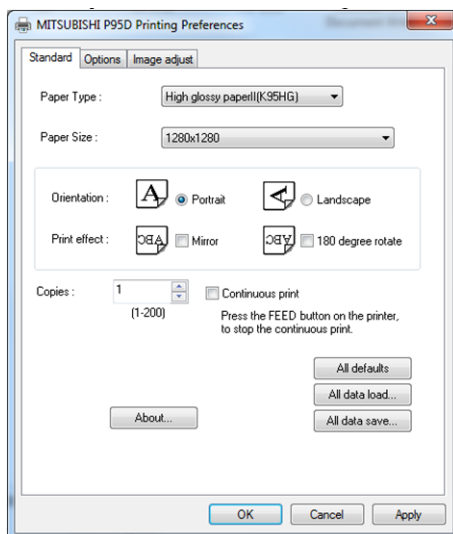 MITSUBISHI P95D Printing Preferences
Standard Options Image adjust
Paper Type : High glossy paperII(K95HG)
Paper Size : 1280x1280
Orientation : A Portrait A Landscape
Print effect : ABC Mirror ABC 180 degree rotate
Copies : 1 Continuous print
(1-200) Press the FEED button on the printer,
to stop the continuous print.
All defaults
All data load...
About... All data save...
OK Cancel Apply